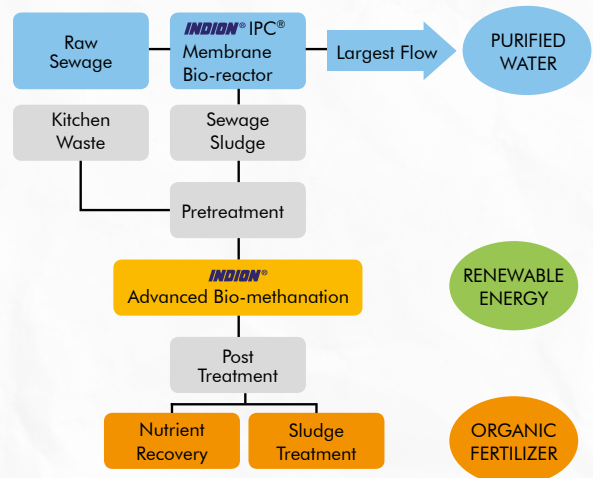 Raw
Sewage
INDION® IPC®
Membrane
Bio-reactor
Largest Flow
PURIFIED
WATER
Kitchen
Waste
Sewage
Sludge
Pretreatment
INDION®
Advanced Bio-methanation
RENEWABLE
ENERGY
Post
Treatment
Nutrient
Recovery
Sludge
Treatment
ORGANIC
FERTILIZER